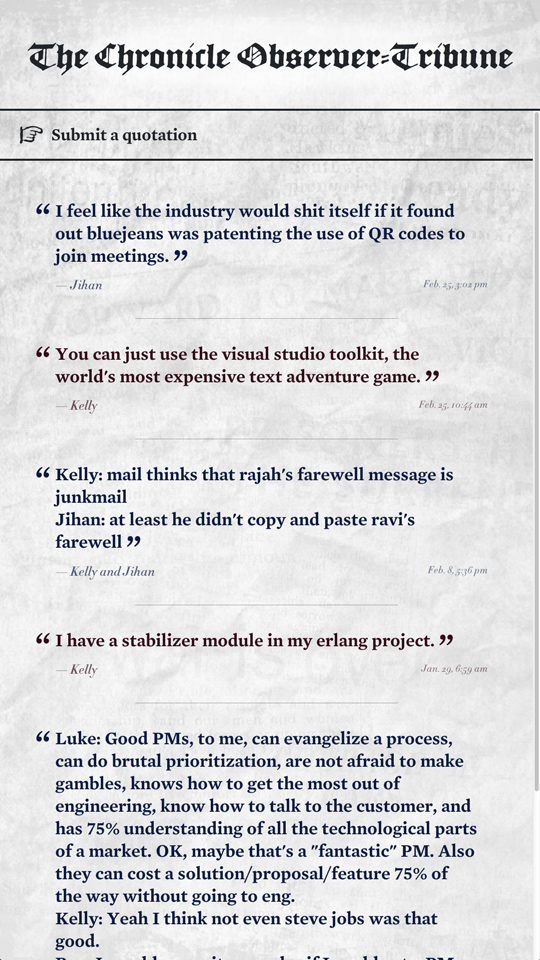 The Chronicle Observer-Tribune
Submit a quotation
“ I feel like the industry would shit itself if it found
out bluejeans was patenting the use of QR codes to
join meetings. ”
— Jihan
Feb. 25, 3:02 pm
“ You can just use the visual studio toolkit, the
world's most expensive text adventure game. ”
— Kelly
Feb. 25, 10:44 am
“ Kelly: mail thinks that rajah's farewell message is
junkmail
Jihan: at least he didn't copy and paste ravi's
farewell ”
— Kelly and Jihan
Feb. 8, 5:36 pm
“ I have a stabilizer module in my erlang project. ”
— Kelly
Jan. 29, 6:59 am
“ Luke: Good PMs, to me, can evangelize a process,
can do brutal prioritization, are not afraid to make
gambles, knows how to get the most out of
engineering, know how to talk to the customer, and
has 75% understanding of all the technological parts
of a market. OK, maybe that's a "fantastic" PM. Also
they can cost a solution/proposal/feature 75% of
the way without going to eng.
Kelly: Yeah I think not even steve jobs was that
good.